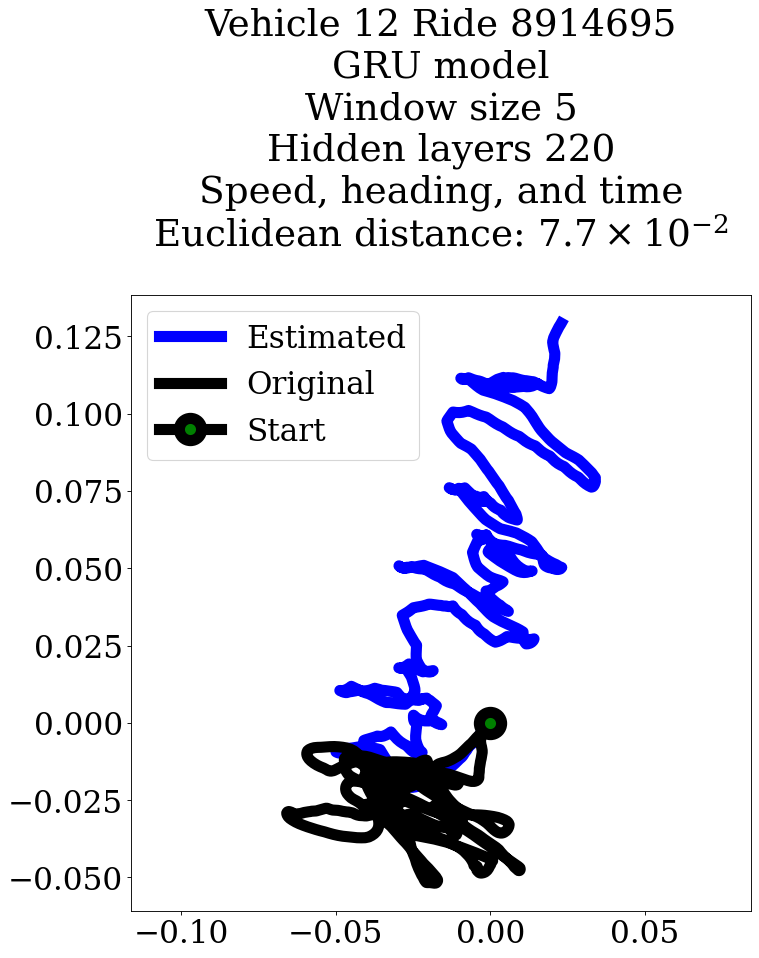 Vehicle 12 Ride 8914695
GRU model
Window size 5
Hidden layers 220
Speed, heading, and time
Euclidean distance: 7.7 × 10⁻²
Estimated
Original
Start
0.125
0.100
0.075
0.050
0.025
0.000
−0.025
−0.050
−0.10
−0.05
0.00
0.05